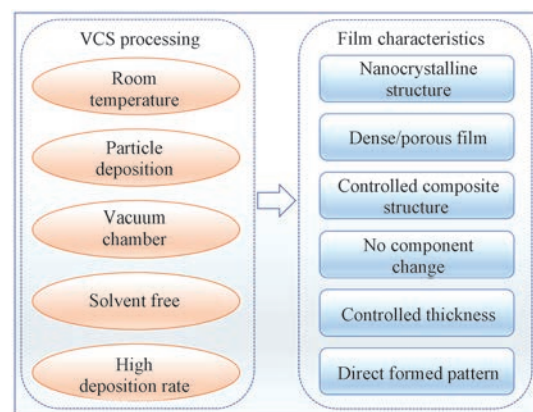 VCS processing
Room
temperature
Particle
deposition
Vacuum
chamber
Solvent free
High
deposition rate
Film characteristics
Nanocrystalline
structure
Dense/porous film
Controlled composite
structure
No component
change
Controlled thickness
Direct formed pattern